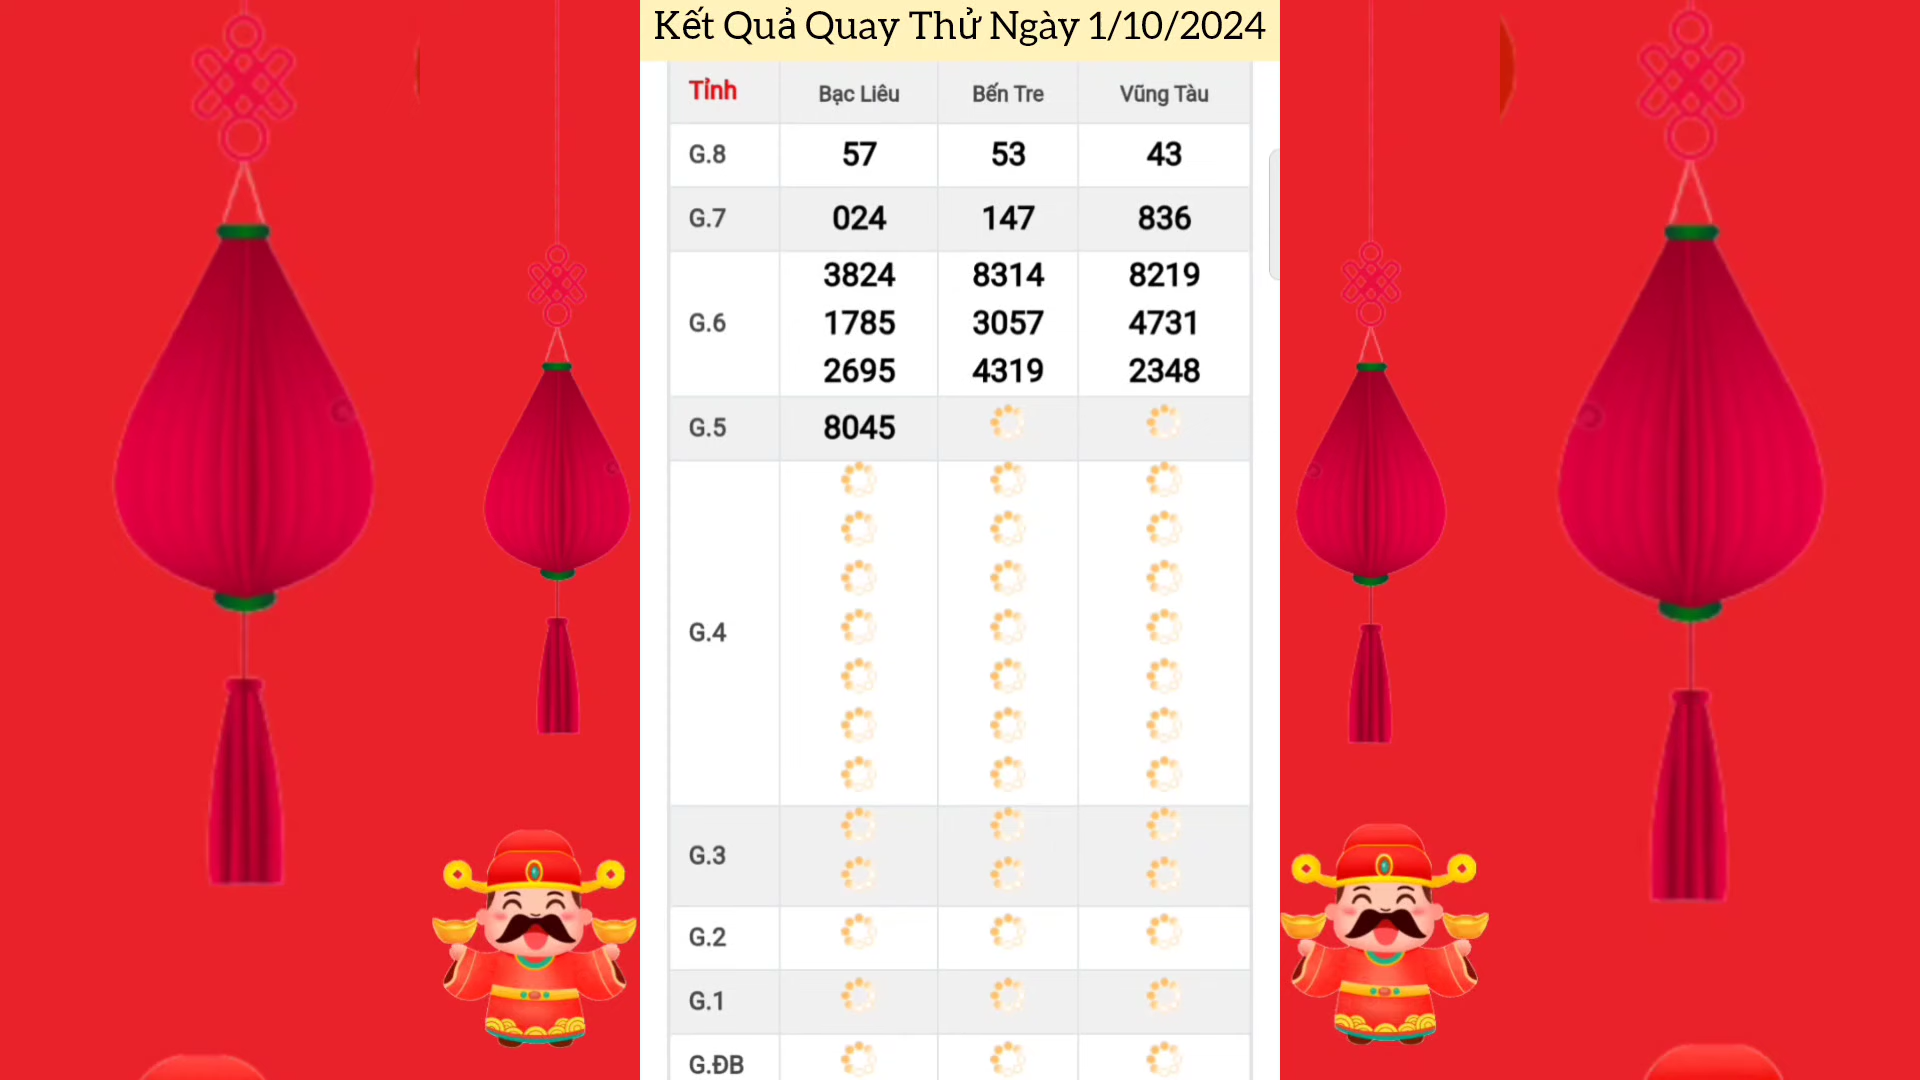 Kết Quả Quay Thử Ngày 1/10/2024
Tỉnh Bạc Liêu Bến Tre Vũng Tàu
G.8 57 53 43
G.7 024 147 836
3824 8314 8219
G.6 1785 3057 4731
2695 4319 2348
G.5 8045
G.4
G.3
G.2
G.1
G.ĐB